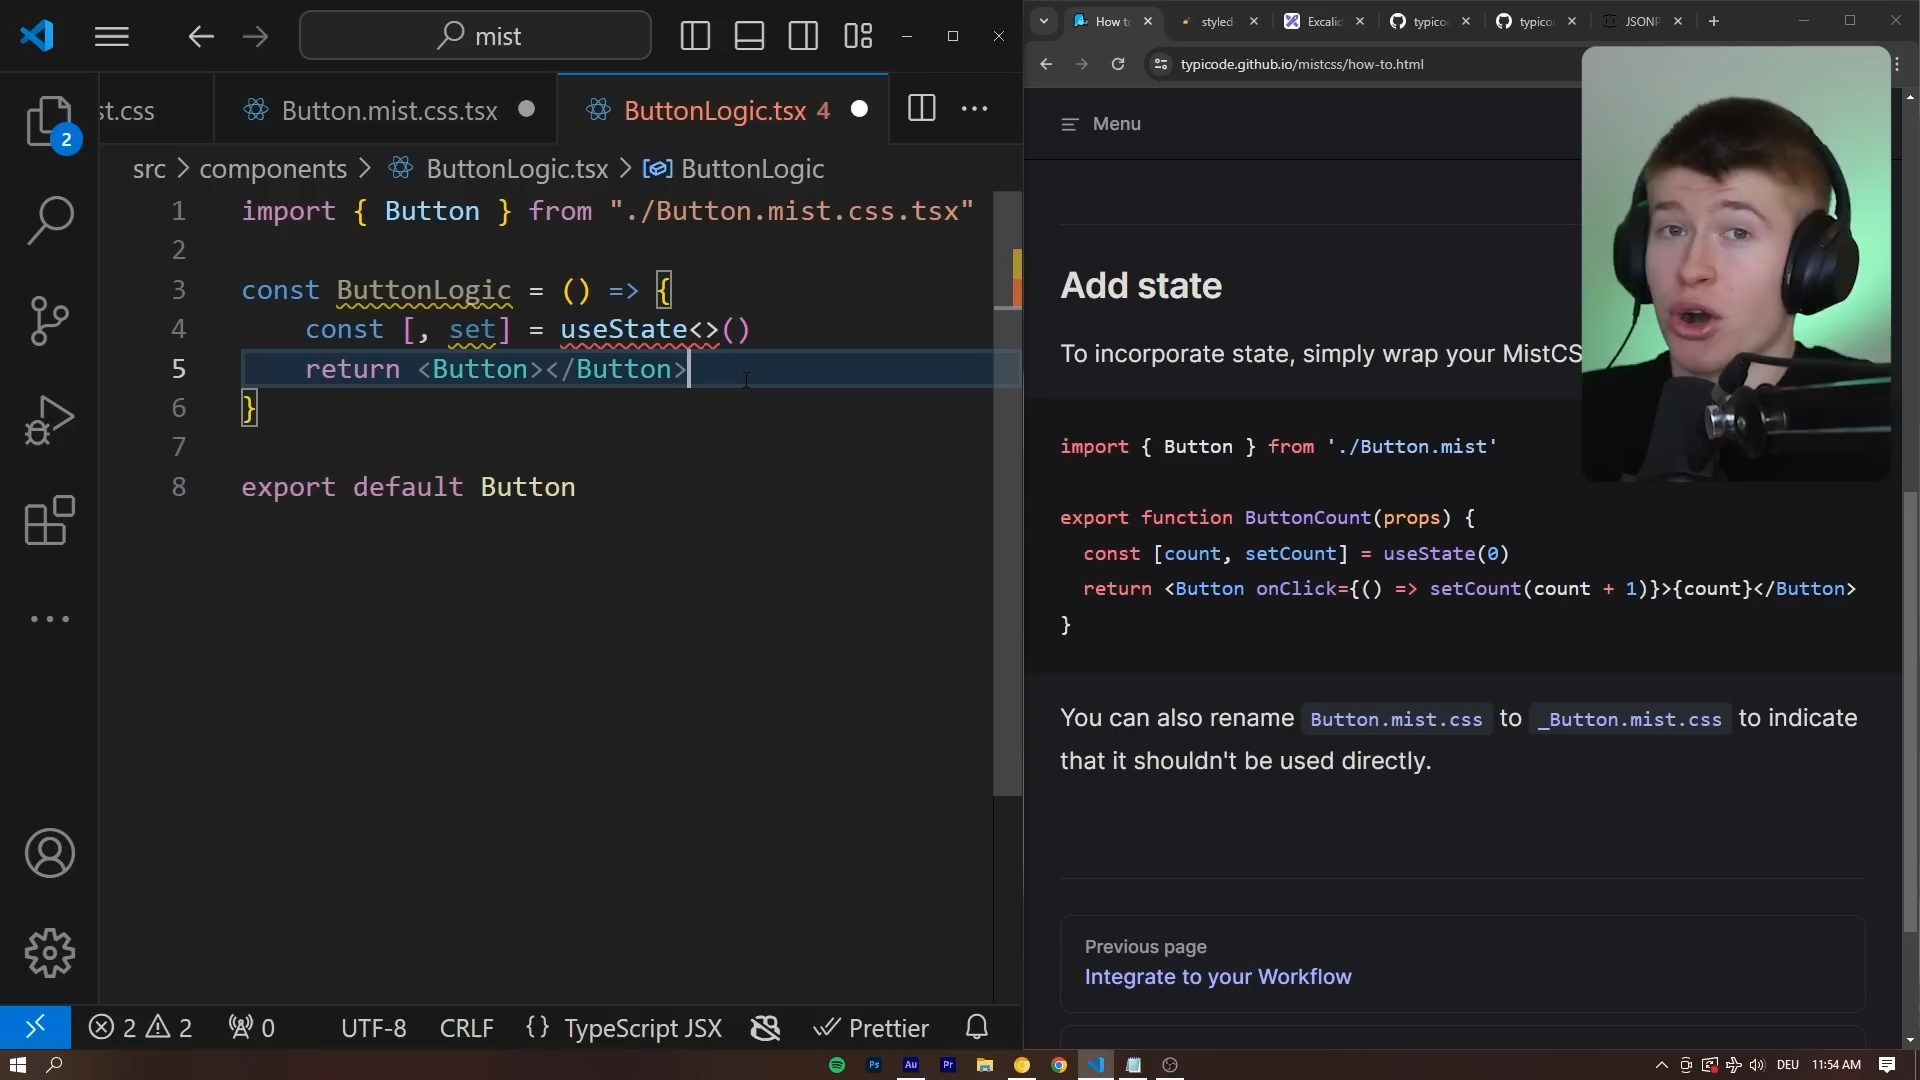 mist
st.css
Button.mist.css.tsx
ButtonLogic.tsx 4
2
src > components > ButtonLogic.tsx > ButtonLogic
1 import { Button } from "./Button.mist.css.tsx"
2
3 const ButtonLogic = () => {
4 const [, set] = useState<>()
5 return <Button></Button>
6 }
7
8 export default Button
2 2 0 UTF-8 CRLF {} TypeScript JSX Prettier
How to
styled-
Excalid
typico
typico
JSONP
typicode.github.io/mistcss/how-to.html
Menu
Add state
To incorporate state, simply wrap your MistCS
import { Button } from './Button.mist'
export function ButtonCount(props) {
const [count, setCount] = useState(0)
return <Button onClick={() => setCount(count + 1)}>{count}</Button>
}
You can also rename Button.mist.css to _Button.mist.css to indicate
that it shouldn't be used directly.
Previous page
Integrate to your Workflow
Ps
Au
Pr
DEU
11:54 AM